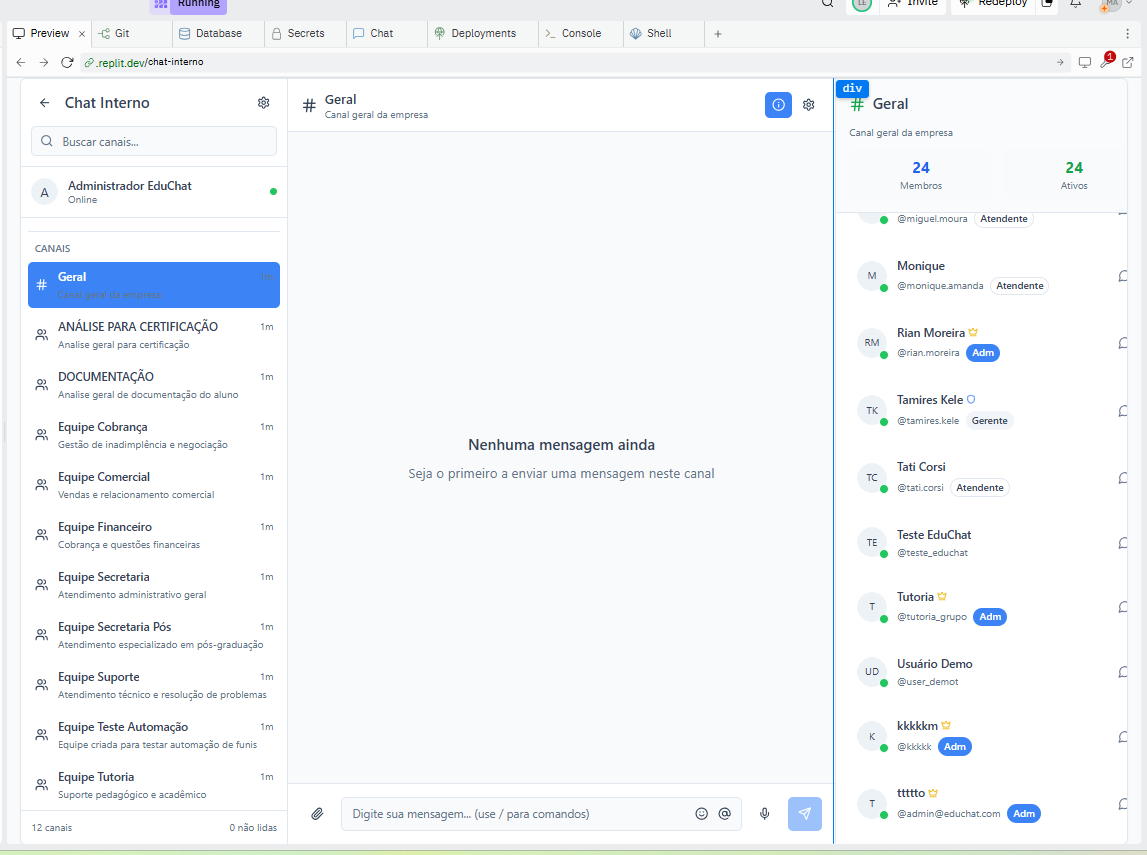 Running
LE
Invite
Redeploy
MA
Preview
Git
Database
Secrets
Chat
Deployments
Console
Shell
.replit.dev/chat-interno
1
Chat Interno
Buscar canais...
A
Administrador EduChat
Online
CANAIS
Geral
1m
Canal geral da empresa
ANÁLISE PARA CERTIFICAÇÃO
1m
Analise geral para certificação
DOCUMENTAÇÃO
1m
Analise geral de documentação do aluno
Equipe Cobrança
1m
Gestão de inadimplência e negociação
Equipe Comercial
1m
Vendas e relacionamento comercial
Equipe Financeiro
1m
Cobrança e questões financeiras
Equipe Secretaria
1m
Atendimento administrativo geral
Equipe Secretaria Pós
1m
Atendimento especializado em pós-graduação
Equipe Suporte
1m
Atendimento técnico e resolução de problemas
Equipe Teste Automação
1m
Equipe criada para testar automação de funis
Equipe Tutoria
1m
Suporte pedagógico e acadêmico
12 canais
0 não lidas
# Geral
Canal geral da empresa
Nenhuma mensagem ainda
Seja o primeiro a enviar uma mensagem neste canal
Digite sua mensagem... (use / para comandos)
div
# Geral
Canal geral da empresa
24
Membros
24
Ativos
@miguel.moura Atendente
M
Monique
@monique.amanda Atendente
RM
Rian Moreira
@rian.moreira Adm
TK
Tamires Kele
@tamires.kele Gerente
TC
Tati Corsi
@tati.corsi Atendente
TE
Teste EduChat
@teste_educhat
T
Tutoria
@tutoria_grupo Adm
UD
Usuário Demo
@user_demot
K
kkkkkm
@kkkkk Adm
T
ttttto
@admin@educhat.com Adm